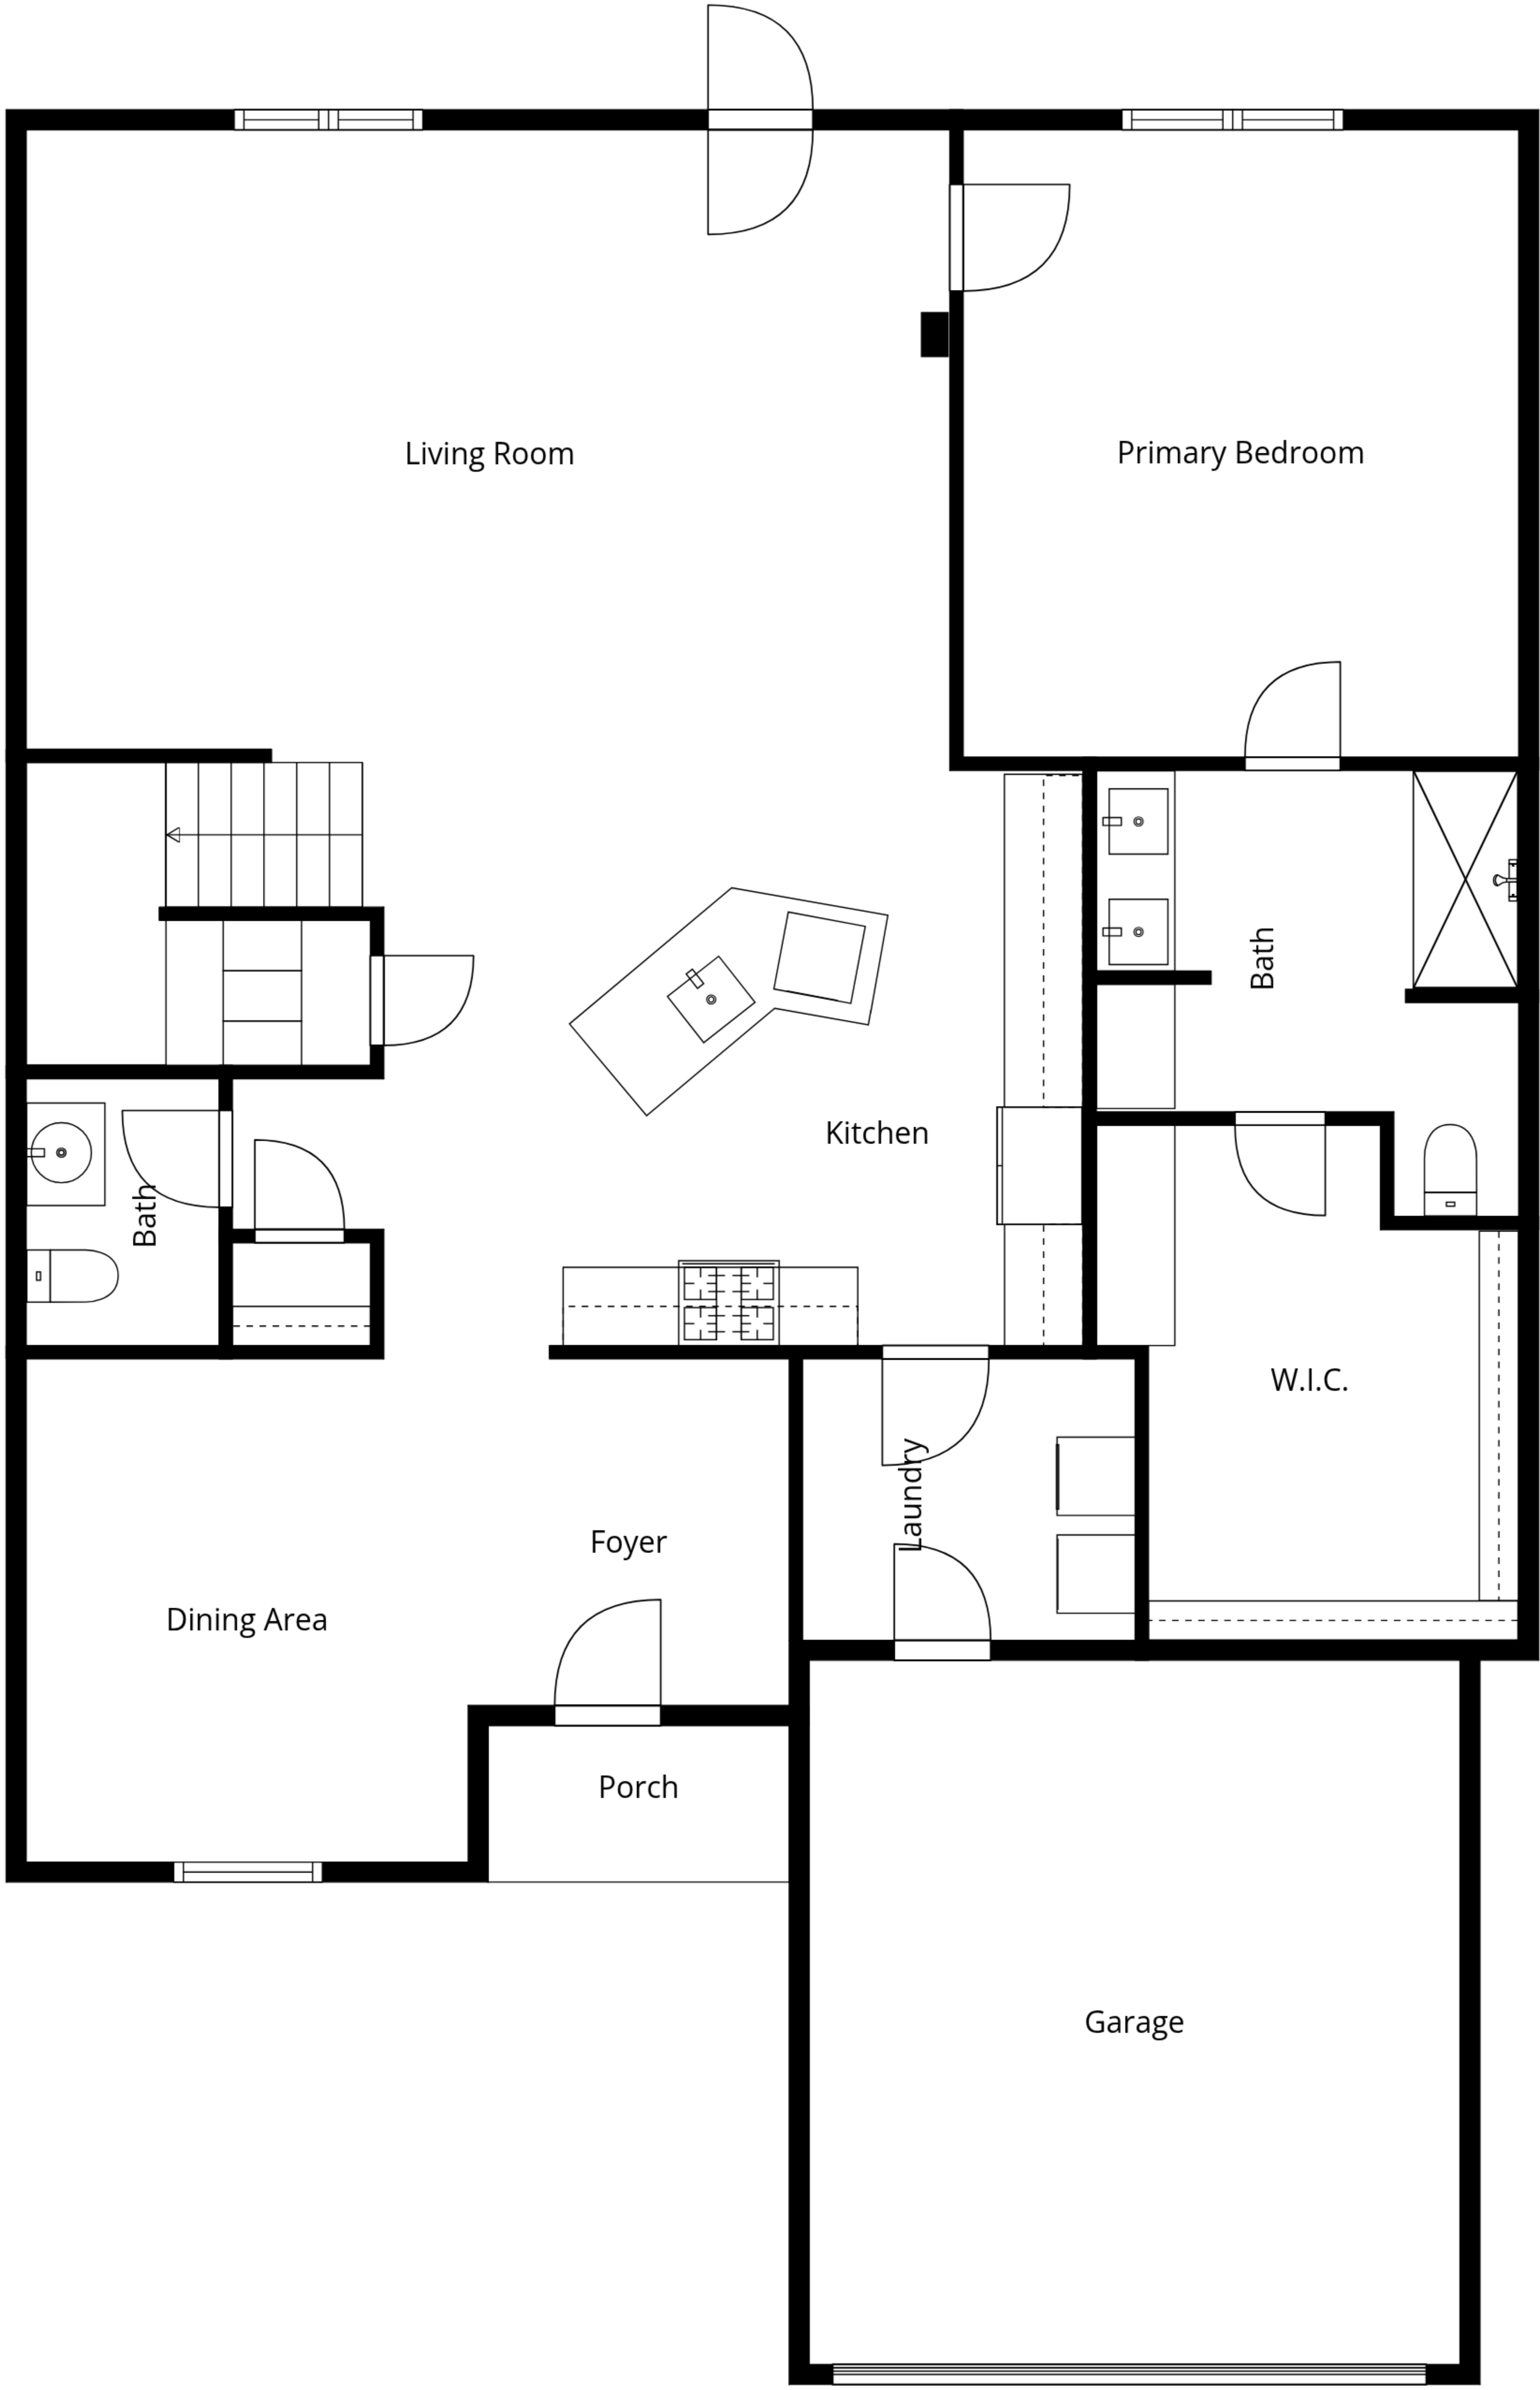 Living Room
Primary Bedroom
Bath
Kitchen
Bath
W.I.C.
Laundry
Foyer
Dining Area
Porch
Garage